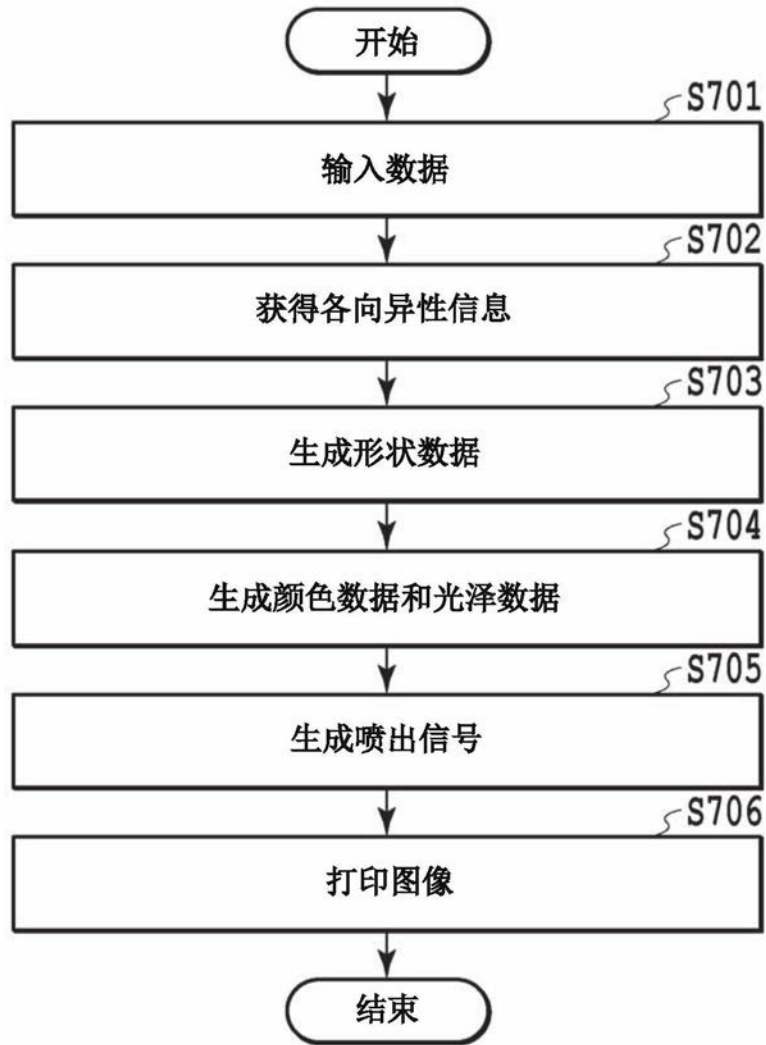 开始
S701
输入数据
S702
获得各向异性信息
S703
生成形状数据
S704
生成颜色数据和光泽数据
S705
生成喷出信号
S706
打印图像
结束